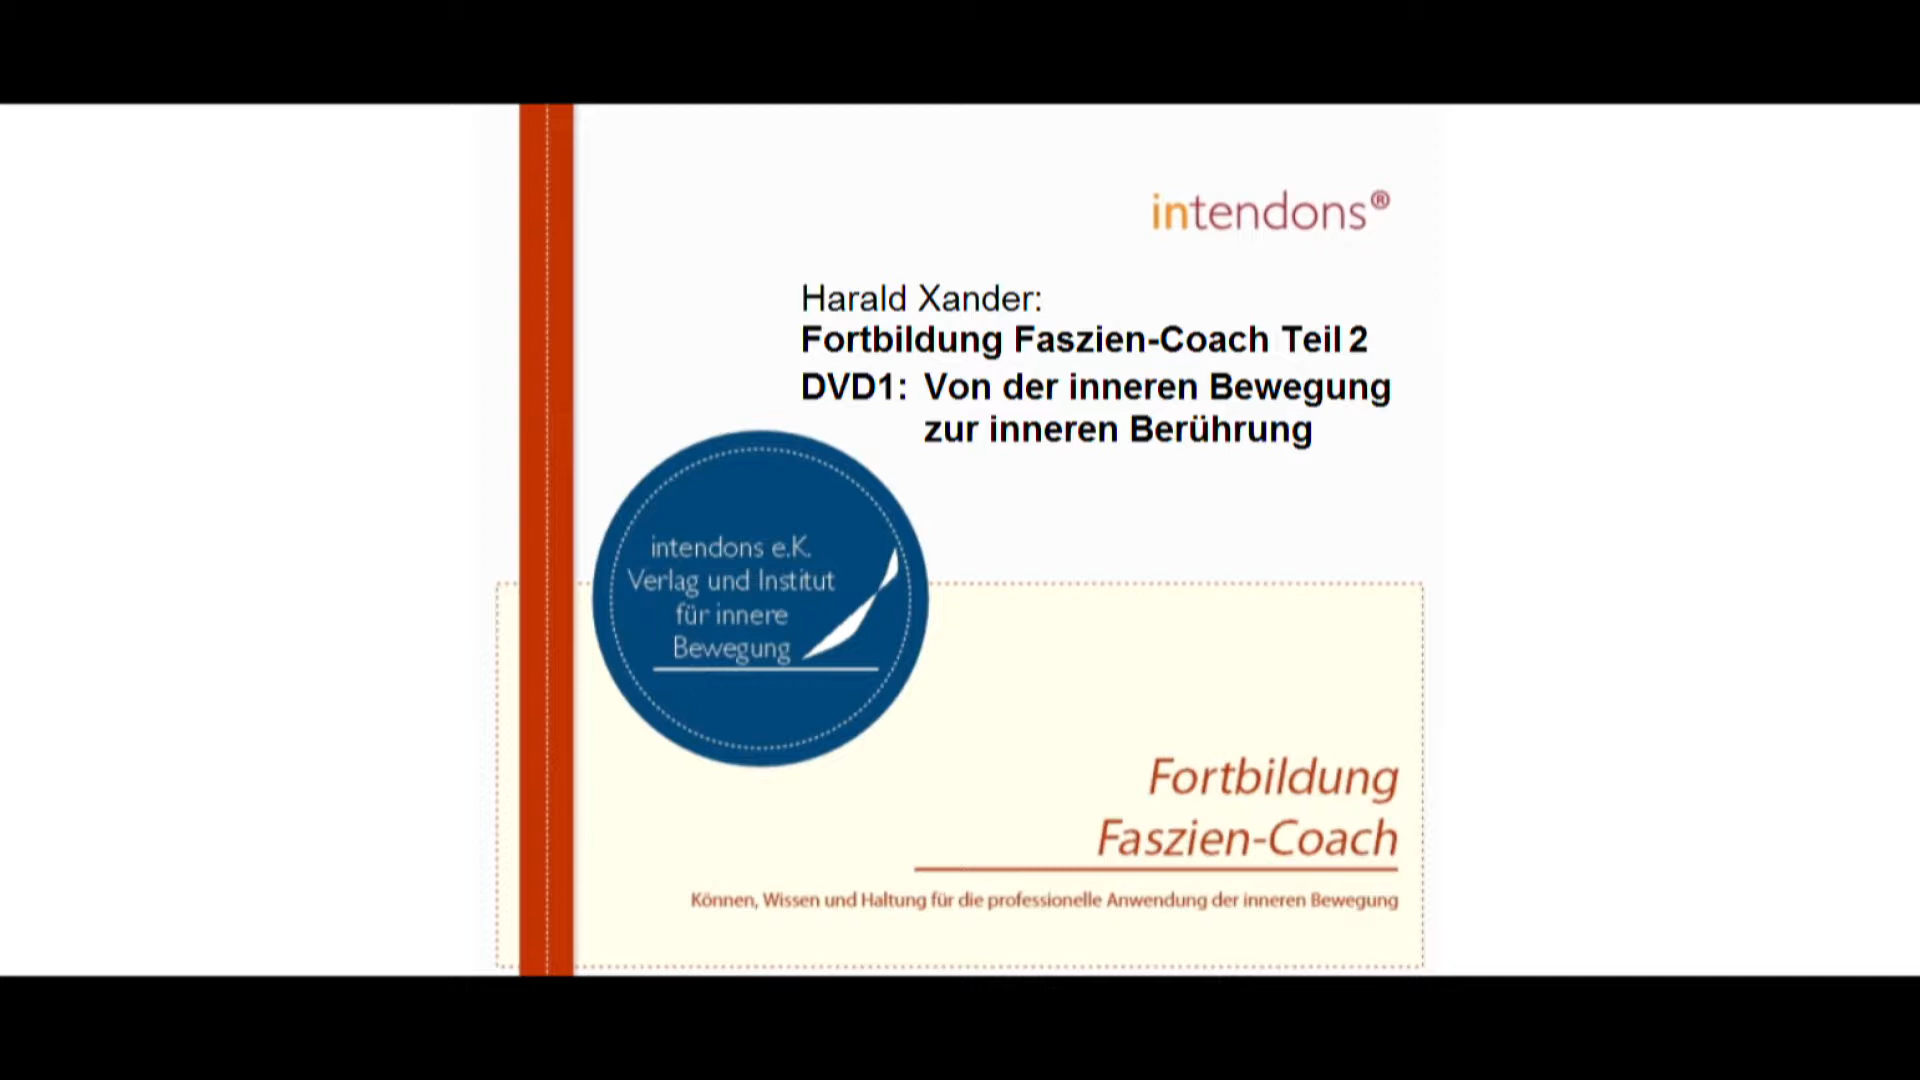 intendons®
Harald Xander:
Fortbildung Faszien-Coach Teil 2
DVD1: Von der inneren Bewegung
zur inneren Berührung
intendons e.K.
Verlag und Institut
für innere
Bewegung
Fortbildung
Faszien-Coach
Können, Wissen und Haltung für die professionelle Anwendung der inneren Bewegung